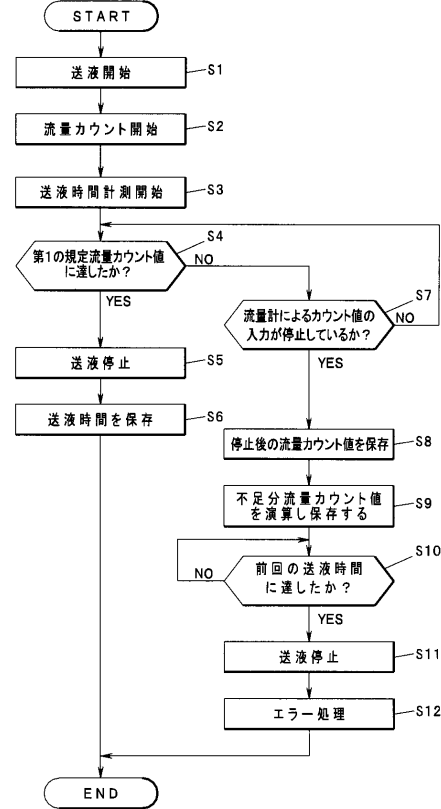 START
送液開始
S1
流量カウント開始
S2
送液時間計測開始
S3
第1の規定流量カウント値
に達したか?
S4
NO
YES
流量計によるカウント値の
入力が停止しているか?
S7
NO
YES
送液停止
S5
送液時間を保存
S6
停止後の流量カウント値を保存
S8
不足分流量カウント値
を演算し保存する
S9
前回の送液時間
に達したか?
S10
NO
YES
送液停止
S11
エラー処理
S12
END